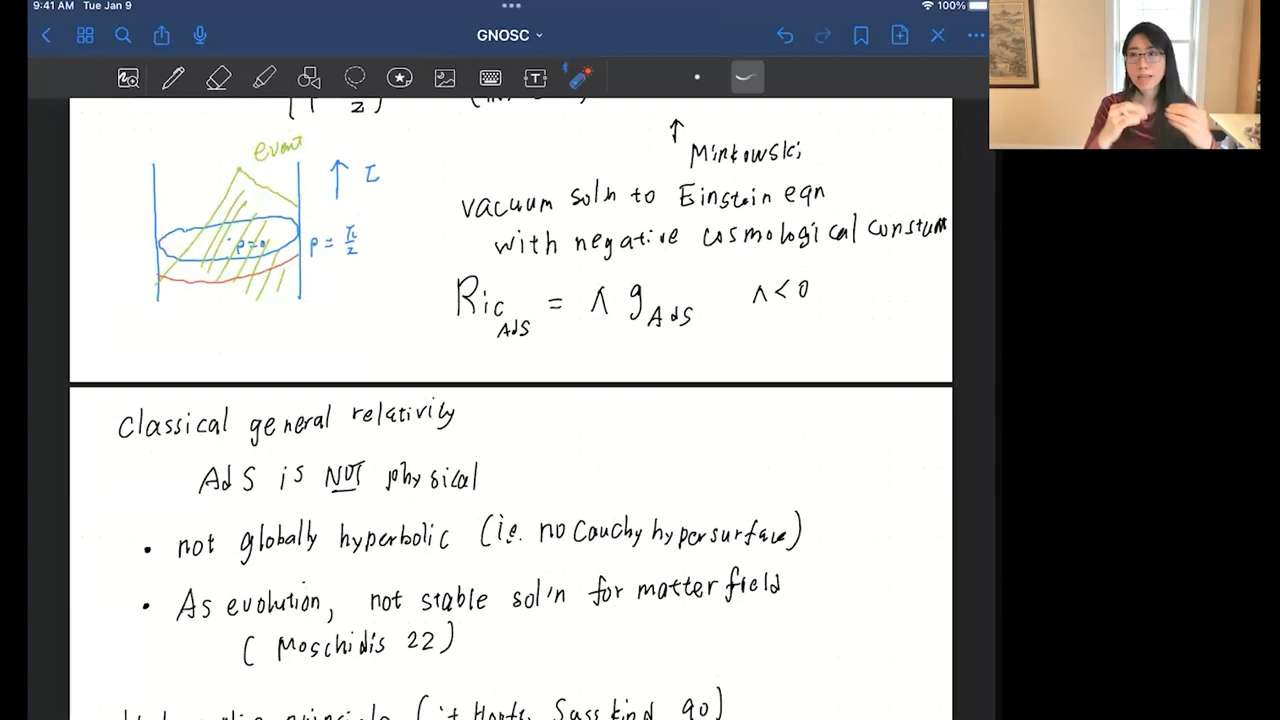 9:41 AM Tue Jan 9
100%
GNOSC
event
Minkowski
vacuum soln to Einstein eqn
with negative cosmological constant
ρ=0
ρ = π/2
Ric_AdS = Λ g_AdS Λ < 0
classical general relativity
AdS is NOT physical
• not globally hyperbolic (i.e. no Cauchy hypersurface)
• As evolution, not stable sol'n for matter field
( Moschidis 22 )
principle ('t Hooft, Susskind 90)